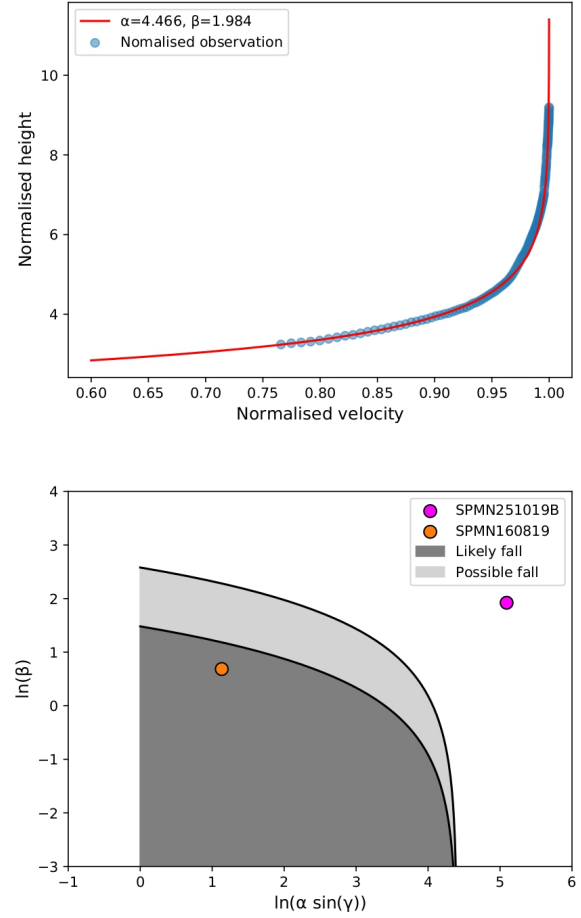 α=4.466, β=1.984
Nomalised observation
Normalised height
10
8
6
4
0.60 0.65 0.70 0.75 0.80 0.85 0.90 0.95 1.00
Normalised velocity
SPMN251019B
SPMN160819
Likely fall
Possible fall
ln(β)
4
3
2
1
0
−1
−2
−3
−1 0 1 2 3 4 5 6
ln(α sin(γ))